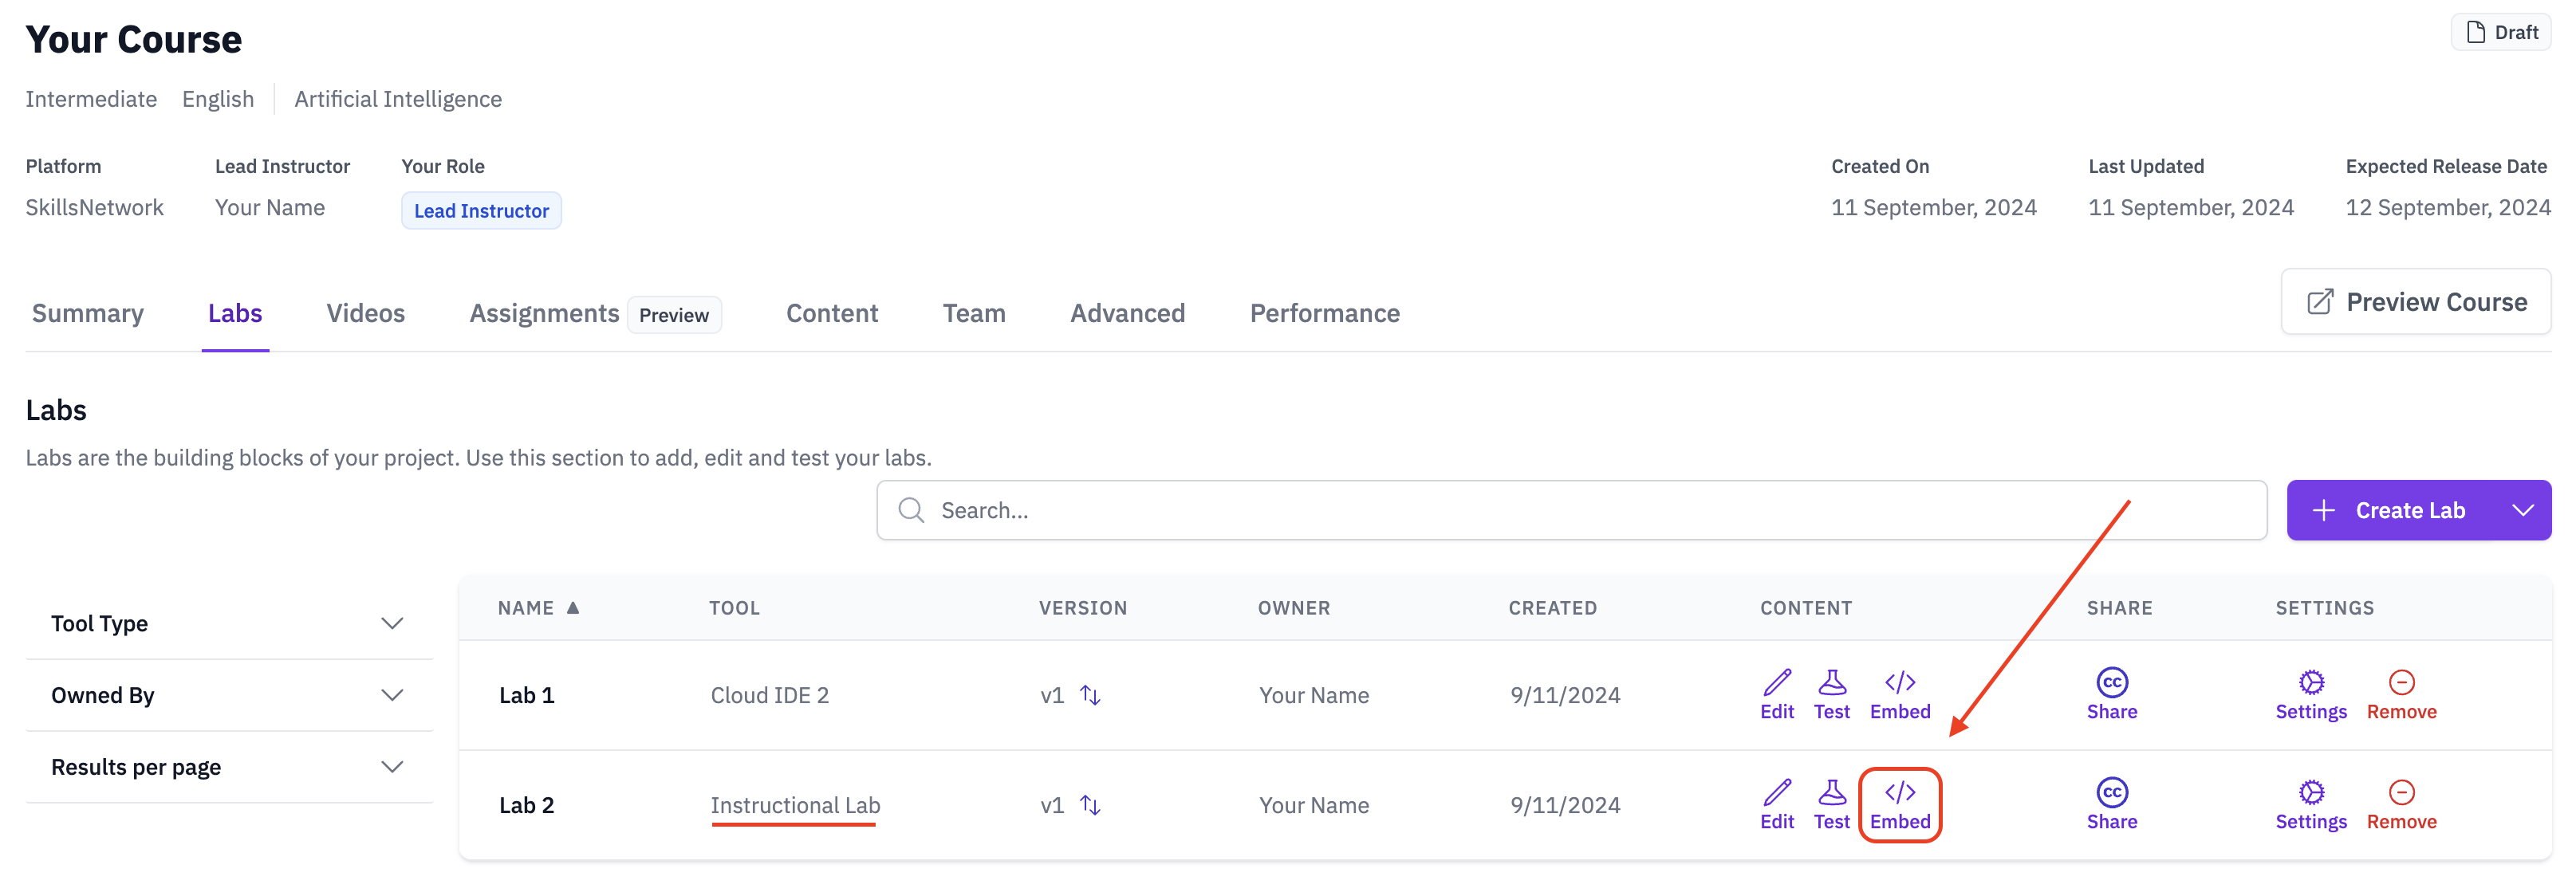 Your Course
Draft
Intermediate English Artificial Intelligence
Platform Lead Instructor Your Role Created On Last Updated Expected Release Date
SkillsNetwork Your Name Lead Instructor 11 September, 2024 11 September, 2024 12 September, 2024
Summary Labs Videos Assignments Preview Content Team Advanced Performance Preview Course
Labs
Labs are the building blocks of your project. Use this section to add, edit and test your labs.
Search... Create Lab
Tool Type
Owned By
Results per page
NAME TOOL VERSION OWNER CREATED CONTENT SHARE SETTINGS
Lab 1 Cloud IDE 2 v1 Your Name 9/11/2024 Edit Test Embed cc Share Settings Remove
Lab 2 Instructional Lab v1 Your Name 9/11/2024 Edit Test Embed cc Share Settings Remove